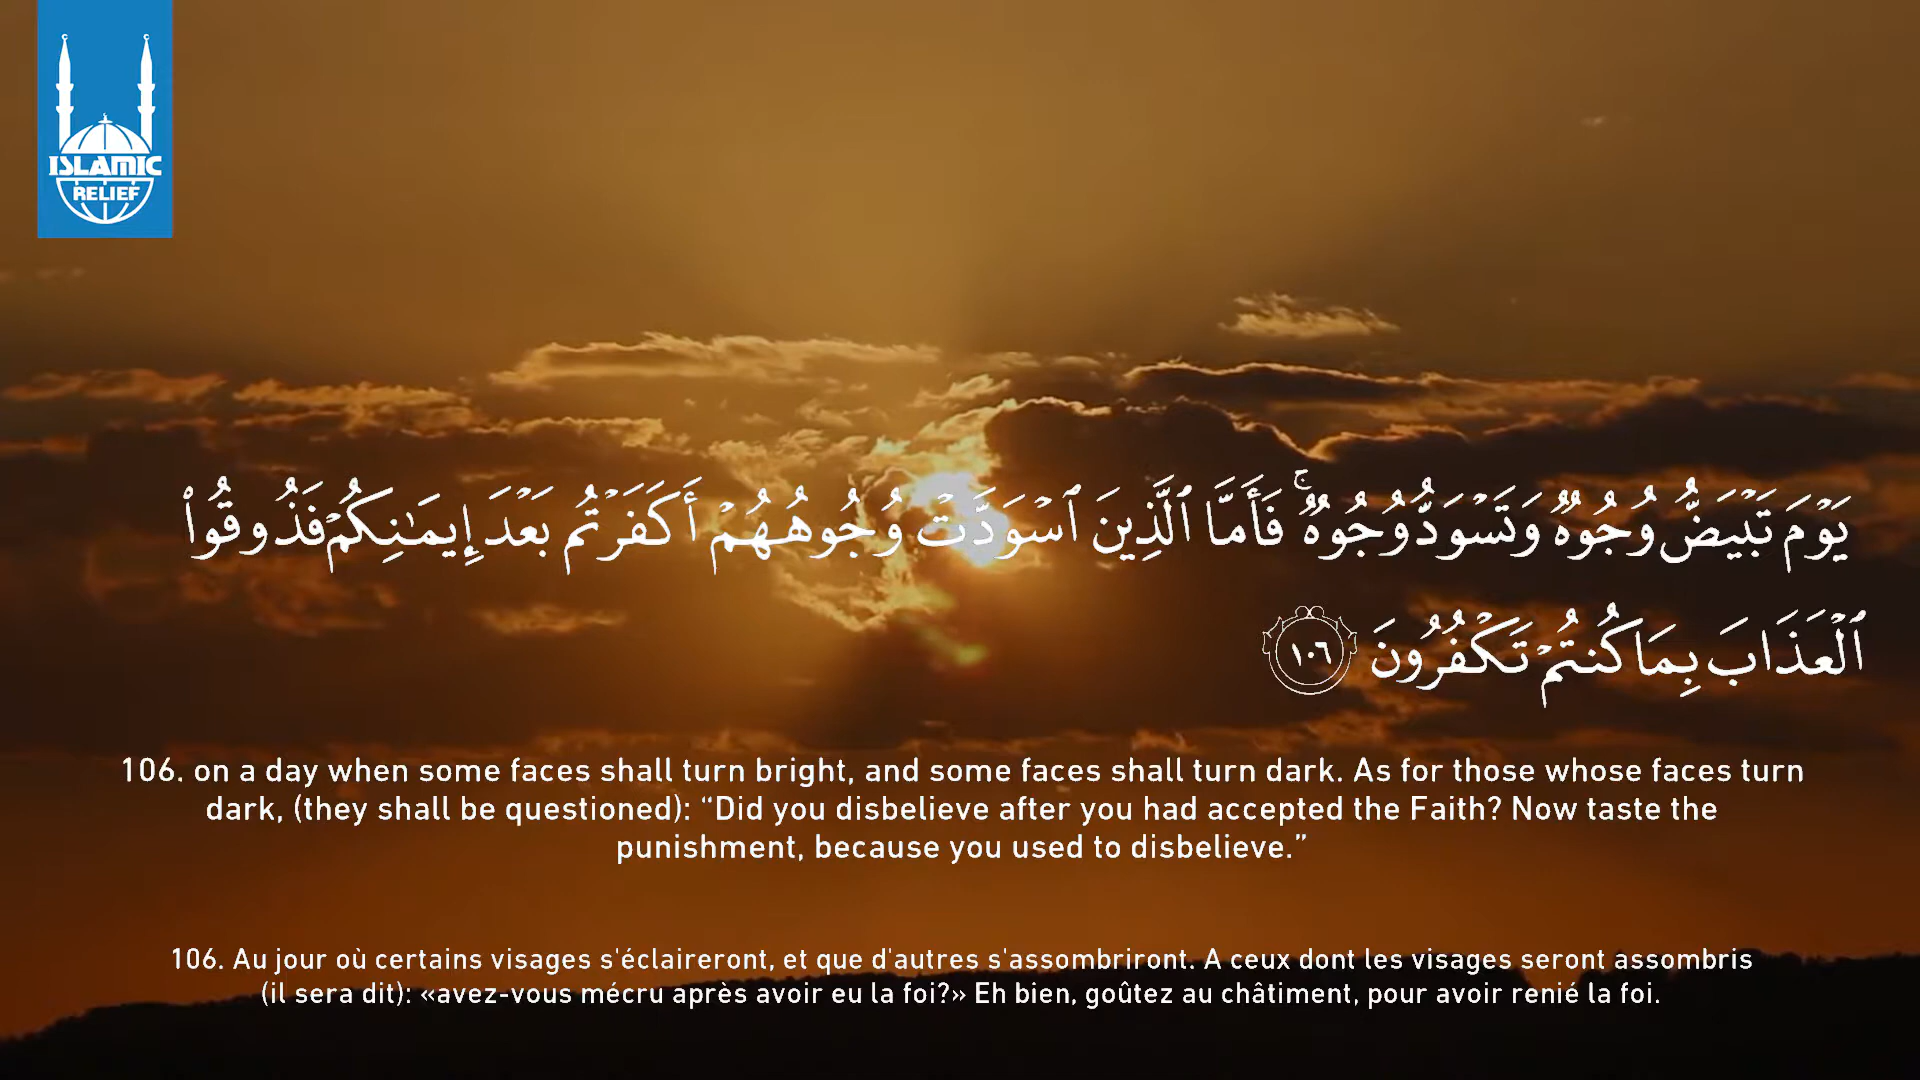 ISLAMIC
RELIEF
يَوْمَ تَبْيَضُّ وُجُوهٌ وَتَسْوَدُّ وُجُوهٌ ۚ فَأَمَّا ٱلَّذِينَ ٱسْوَدَّتْ وُجُوهُهُمْ أَكَفَرْتُم بَعْدَ إِيمَـٰنِكُمْ فَذُوقُوا۟
ٱلْعَذَابَ بِمَا كُنتُمْ تَكْفُرُونَ ١٠٦
106. on a day when some faces shall turn bright, and some faces shall turn dark. As for those whose faces turn
dark, (they shall be questioned): “Did you disbelieve after you had accepted the Faith? Now taste the
punishment, because you used to disbelieve.”
106. Au jour où certains visages s'éclaireront, et que d'autres s'assombriront. A ceux dont les visages seront assombris
(il sera dit): «avez-vous mécru après avoir eu la foi?» Eh bien, goûtez au châtiment, pour avoir renié la foi.